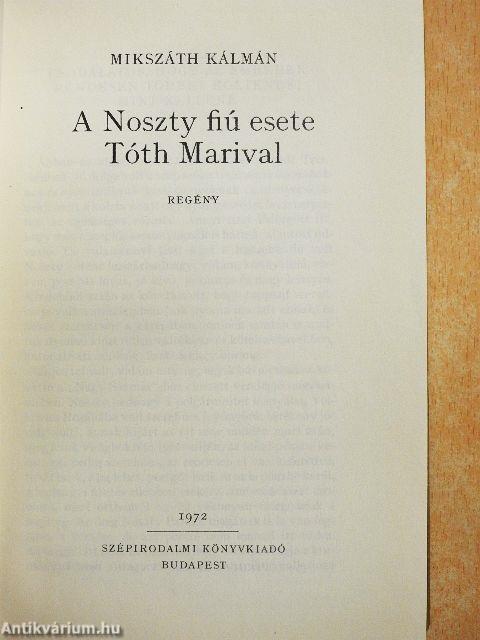 MIKSZÁTH KÁLMÁN
A Noszty fiú esete
Tóth Marival
REGÉNY
1972
SZÉPIRODALMI KÖNYVKIADÓ
BUDAPEST
Antikvárium.hu